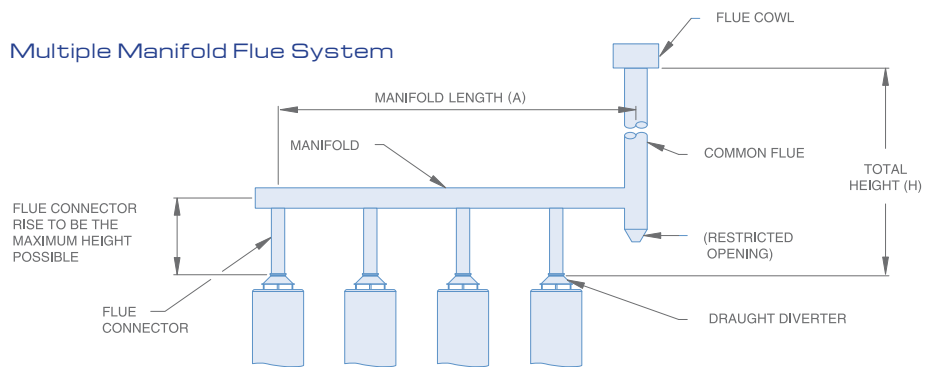 Multiple Manifold Flue System
FLUE COWL
MANIFOLD LENGTH (A)
MANIFOLD
COMMON FLUE
TOTAL
HEIGHT (H)
FLUE CONNECTOR
RISE TO BE THE
MAXIMUM HEIGHT
POSSIBLE
(RESTRICTED
OPENING)
FLUE
CONNECTOR
DRAUGHT DIVERTER